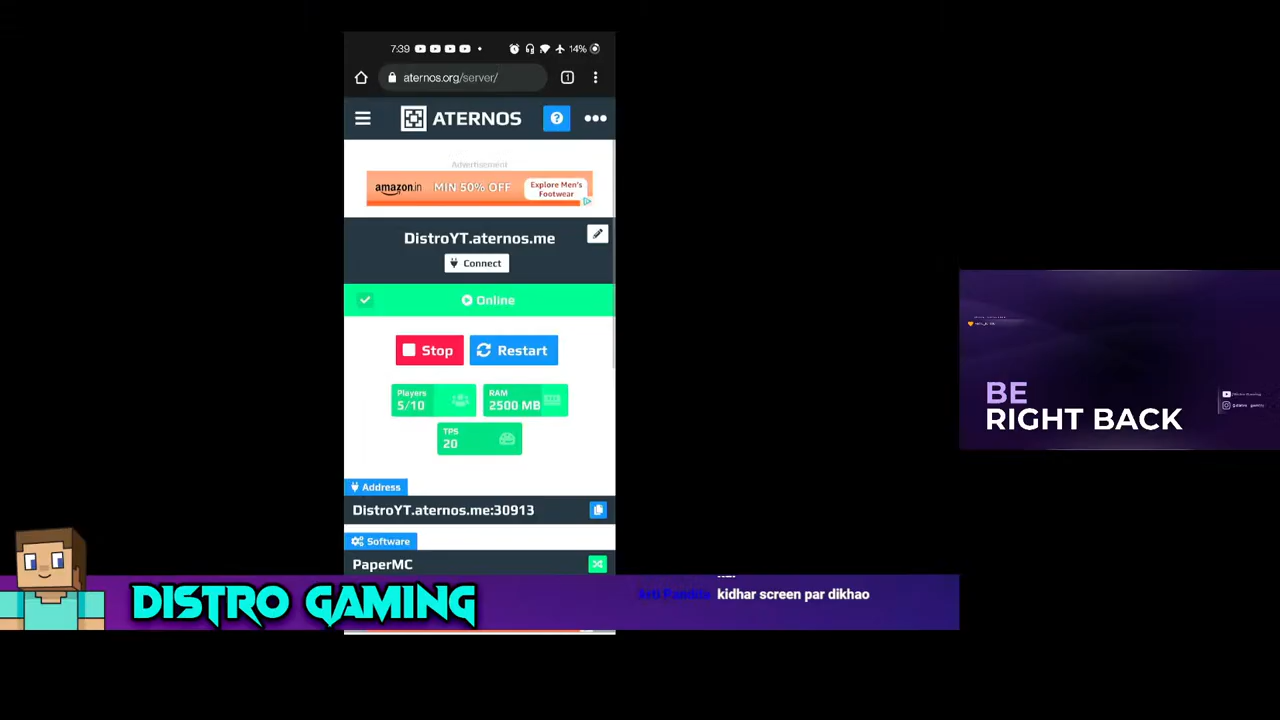 7:39
14%
aternos.org/server/
1
ATERNOS
Advertisement
amazon.in MIN 50% OFF Explore Men's Footwear
DistroYT.aternos.me
Connect
Online
Stop
Restart
Players
5/10
RAM
2500 MB
TPS
20
Address
DistroYT.aternos.me:30913
Software
PaperMC
DISTRO GAMING
kidhar screen par dikhao
BE
RIGHT BACK